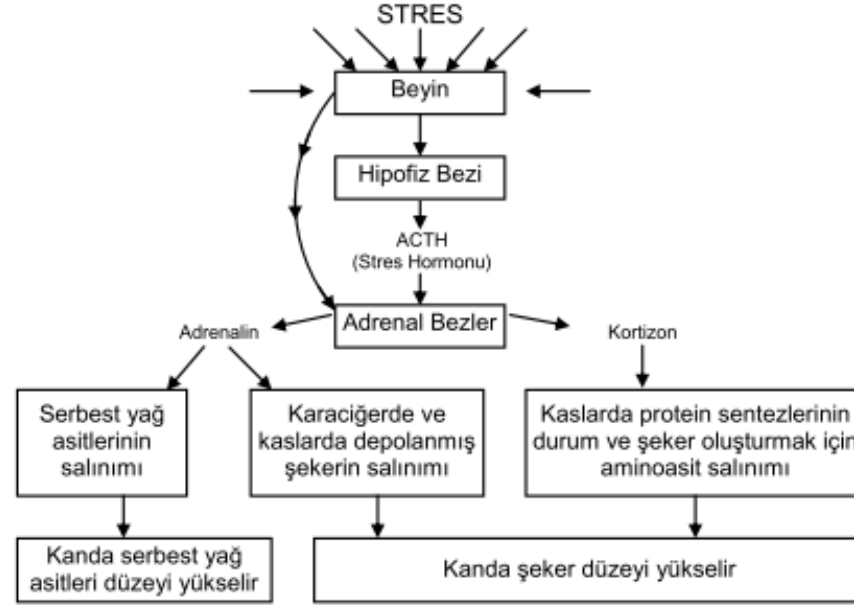 STRES
Beyin
Hipofiz Bezi
ACTH
(Stres Hormonu)
Adrenal Bezler
Adrenalin
Kortizon
Serbest yağ
asitlerinin
salınımı
Karaciğerde ve
kaslarda depolanmış
şekerin salınımı
Kaslarda protein sentezlerinin
durum ve şeker oluşturmak için
aminoasit salınımı
Kanda serbest yağ
asitleri düzeyi yükselir
Kanda şeker düzeyi yükselir